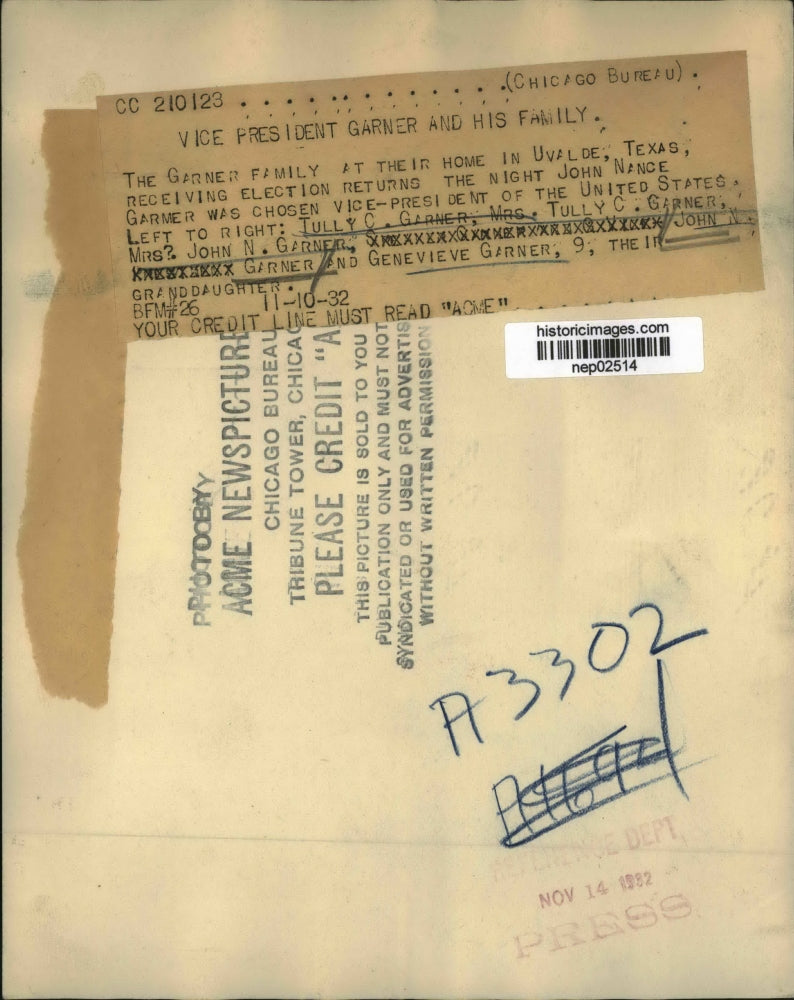 CC 210123 . . . . . . . . . . . . . . (CHICAGO BUREAU) .
VICE PRESIDENT GARNER AND HIS FAMILY.
THE GARNER FAMILY AT THEIR HOME IN UVALDE, TEXAS,
RECEIVING ELECTION RETURNS THE NIGHT JOHN NANCE
GARMER WAS CHOSEN VICE-PRESIDENT OF THE UNITED STATES.
LEFT TO RIGHT: TULLY C. GARNER, MRS. TULLY C. GARNER,
MRS? JOHN N. GARNER, JOHN N.
GARNER AND GENEVIEVE GARNER, 9, THEIR
GRANDDAUGHTER.
BFM#26 11-10-32
YOUR CREDIT LINE MUST READ "ACME"
historicimages.com
nep02514
PHOTO BY
ACME NEWSPICTURE
CHICAGO BUREAU
TRIBUNE TOWER, CHICAG
PLEASE CREDIT "A
THIS PICTURE IS SOLD TO YOU
PUBLICATION ONLY AND MUST NOT
SYNDICATED OR USED FOR ADVERTIS
WITHOUT WRITTEN PERMISSION
A3302
REFERENCE DEPT
NOV 14 1932
PRESS